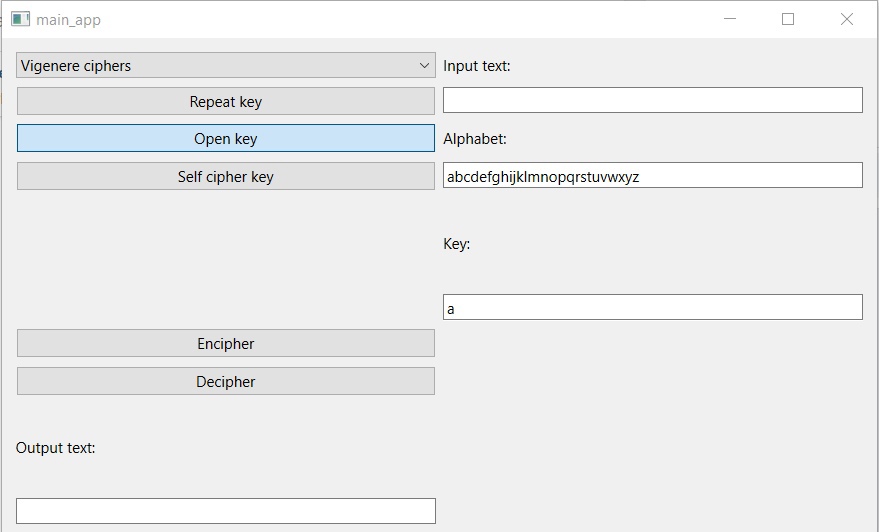 main_app
Vigenere ciphers
Input text:
Repeat key
Open key
Alphabet:
Self cipher key
abcdefghijklmnopqrstuvwxyz
Key:
a
Encipher
Decipher
Output text: